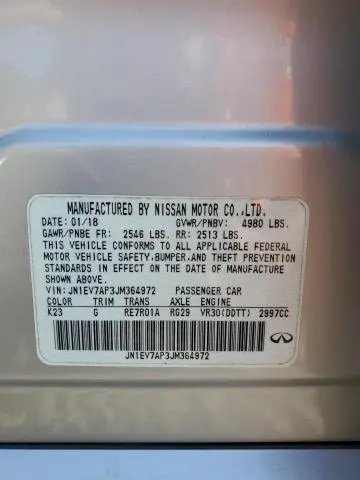 MANUFACTURED BY NISSAN MOTOR CO.,LTD.
DATE: 01/18 GVWR/PNBV: 4980 LBS.
GAWR/PNBE FR: 2546 LBS. RR: 2513 LBS.
THIS VEHICLE CONFORMS TO ALL APPLICABLE FEDERAL
MOTOR VEHICLE SAFETY,BUMPER,AND THEFT PREVENTION
STANDARDS IN EFFECT ON THE DATE OF MANUFACTURE
SHOWN ABOVE.
VIN: JN1EV7AP3JM364972 PASSENGER CAR
COLOR TRIM TRANS AXLE ENGINE
K23 G RE7R01A RG29 VR30(DDTT) 2997CC
JN1EV7AP3JM364972